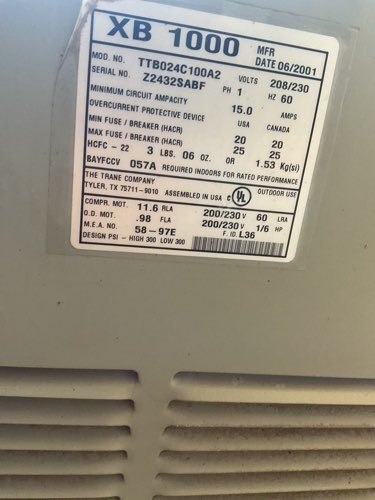 XB 1000
MFR
DATE 06/2001
MOD. NO. TTB024C100A2 VOLTS 208/230
SERIAL NO. Z2432SABF PH 1 HZ 60
MINIMUM CIRCUIT AMPACITY 15.0 AMPS
OVERCURRENT PROTECTIVE DEVICE USA CANADA
MIN FUSE / BREAKER (HACR) 20 20
MAX FUSE / BREAKER (HACR) 25 25
HCFC - 22 3 LBS. 06 OZ. OR 1.53 Kg(si)
BAYFCCV 057A REQUIRED INDOORS FOR RATED PERFORMANCE
THE TRANE COMPANY OUTDOOR USE
TYLER, TX 75711-9010 ASSEMBLED IN USA C UL
COMPR. MOT. 11.6 RLA 200/230 V 60 LRA
O.D. MOT. .98 FLA 200/230 V 1/6 HP
M.E.A. NO. 58-97E F. ID. L36
DESIGN PSI - HIGH 300 LOW 300